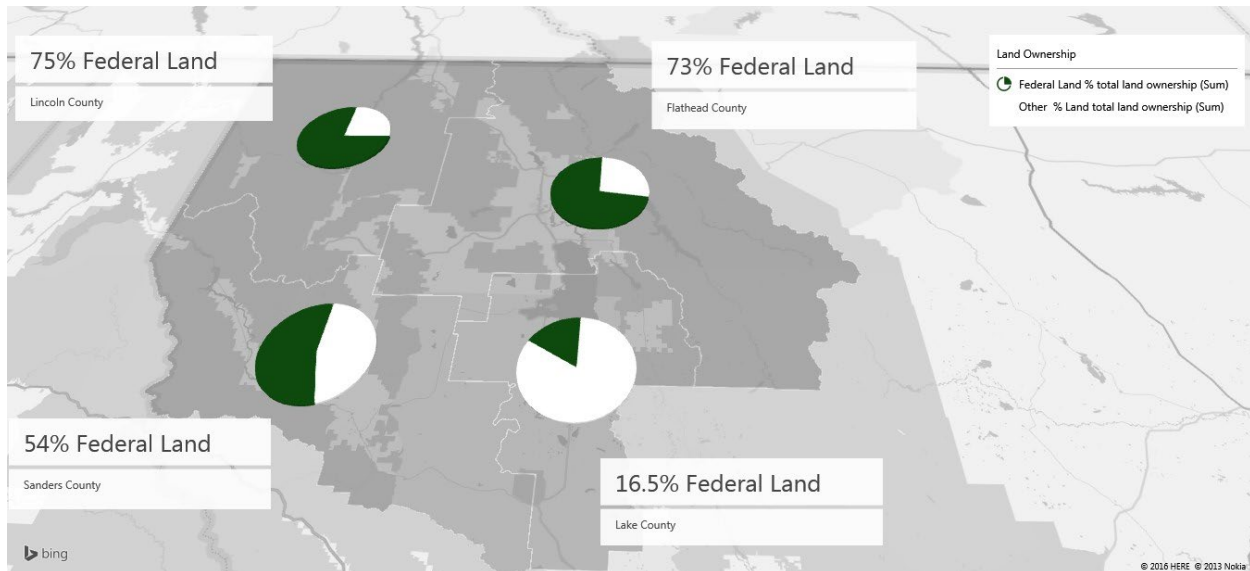 75% Federal Land
Lincoln County
73% Federal Land
Flathead County
Land Ownership
Federal Land % total land ownership (Sum)
Other % Land total land ownership (Sum)
54% Federal Land
Sanders County
16.5% Federal Land
Lake County
bing
© 2016 HERE © 2013 Nokia